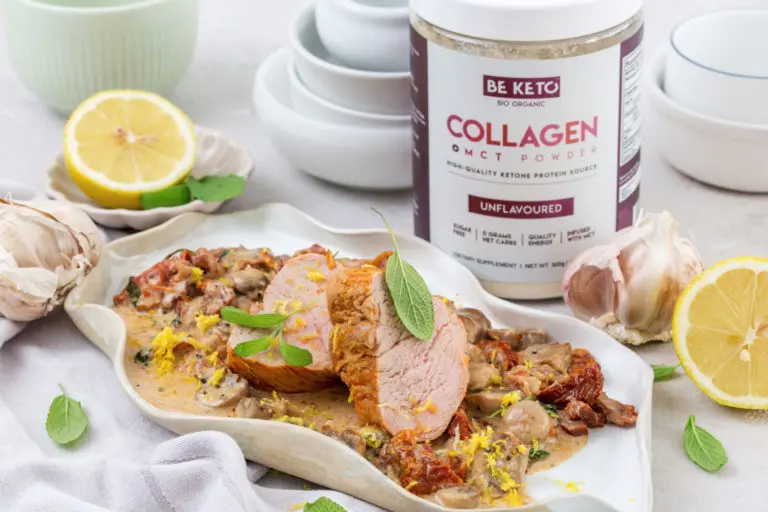 BE KETO
BIO ORGANIC
COLLAGEN
MCT POWDER
HIGH-QUALITY KETONE PROTEIN SOURCE
UNFLAVOURED
SUGAR FREE
0 GRAMS NET CARBS
QUALITY ENERGY
INFUSED WITH MCT
DIETARY SUPPLEMENT
NET WT.